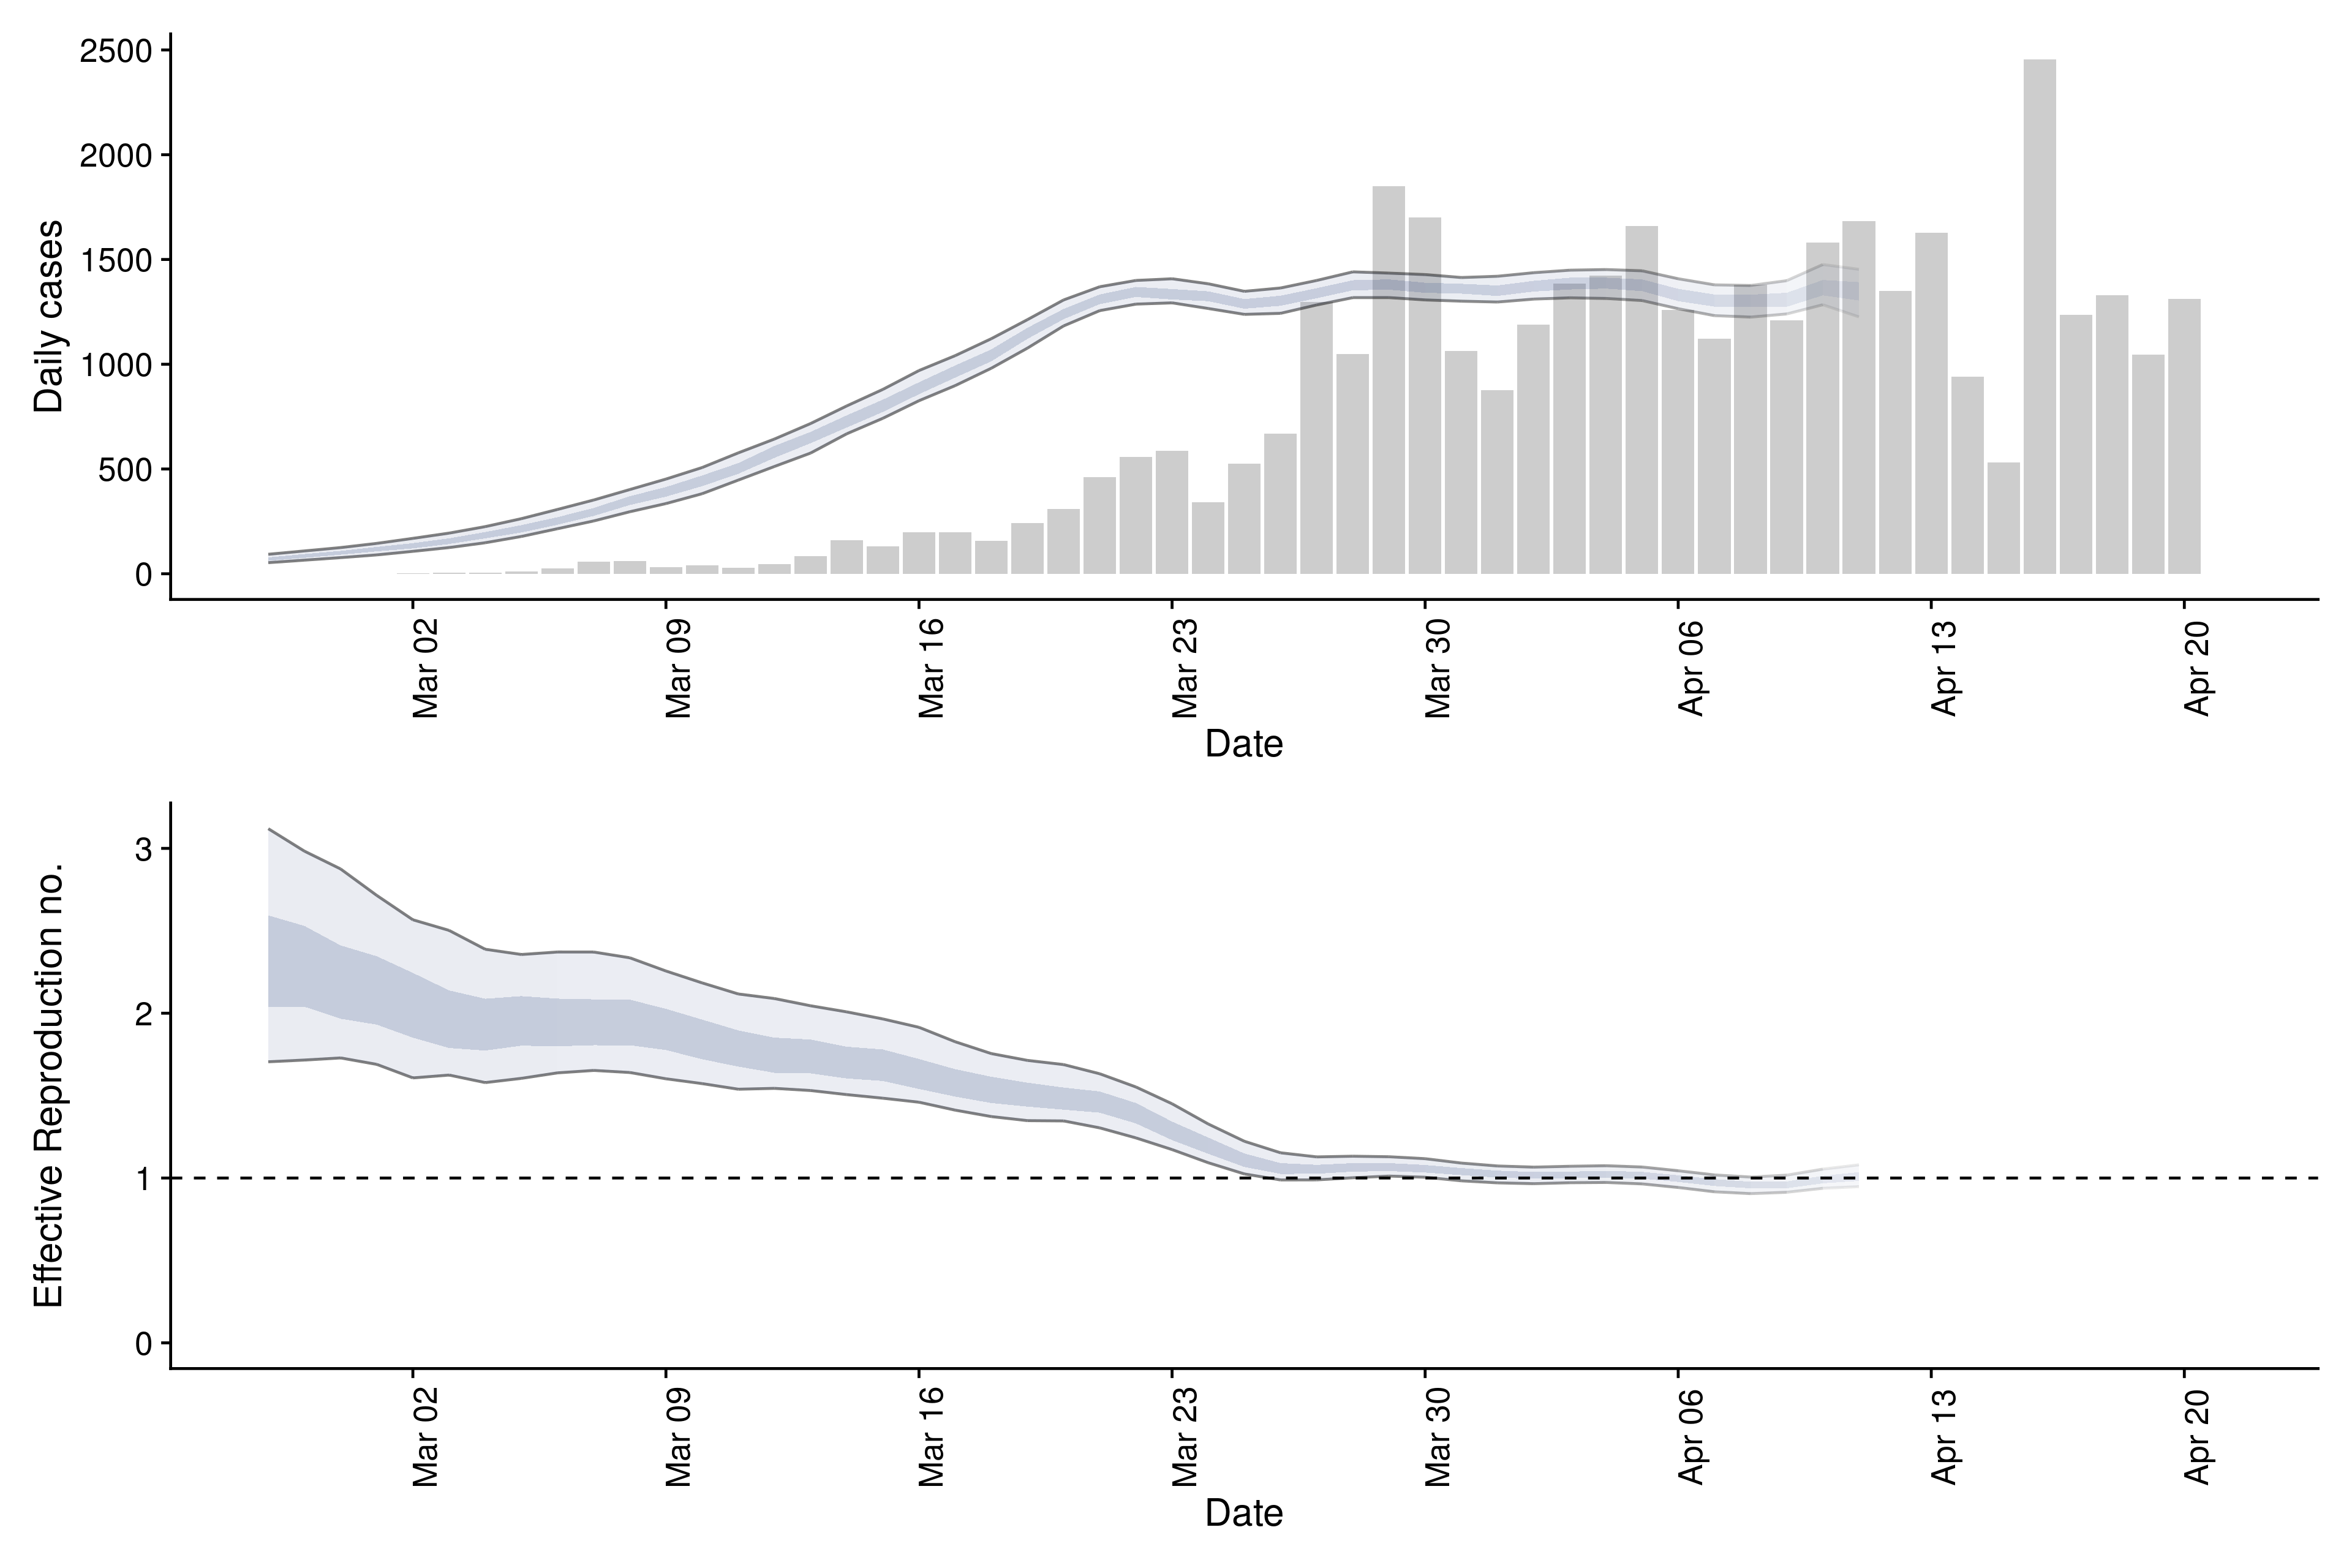 Daily cases
2500
2000
1500
1000
500
0
Mar 02
Mar 09
Mar 16
Mar 23
Mar 30
Apr 06
Apr 13
Apr 20
Date
Effective Reproduction no.
3
2
1
0
Mar 02
Mar 09
Mar 16
Mar 23
Mar 30
Apr 06
Apr 13
Apr 20
Date